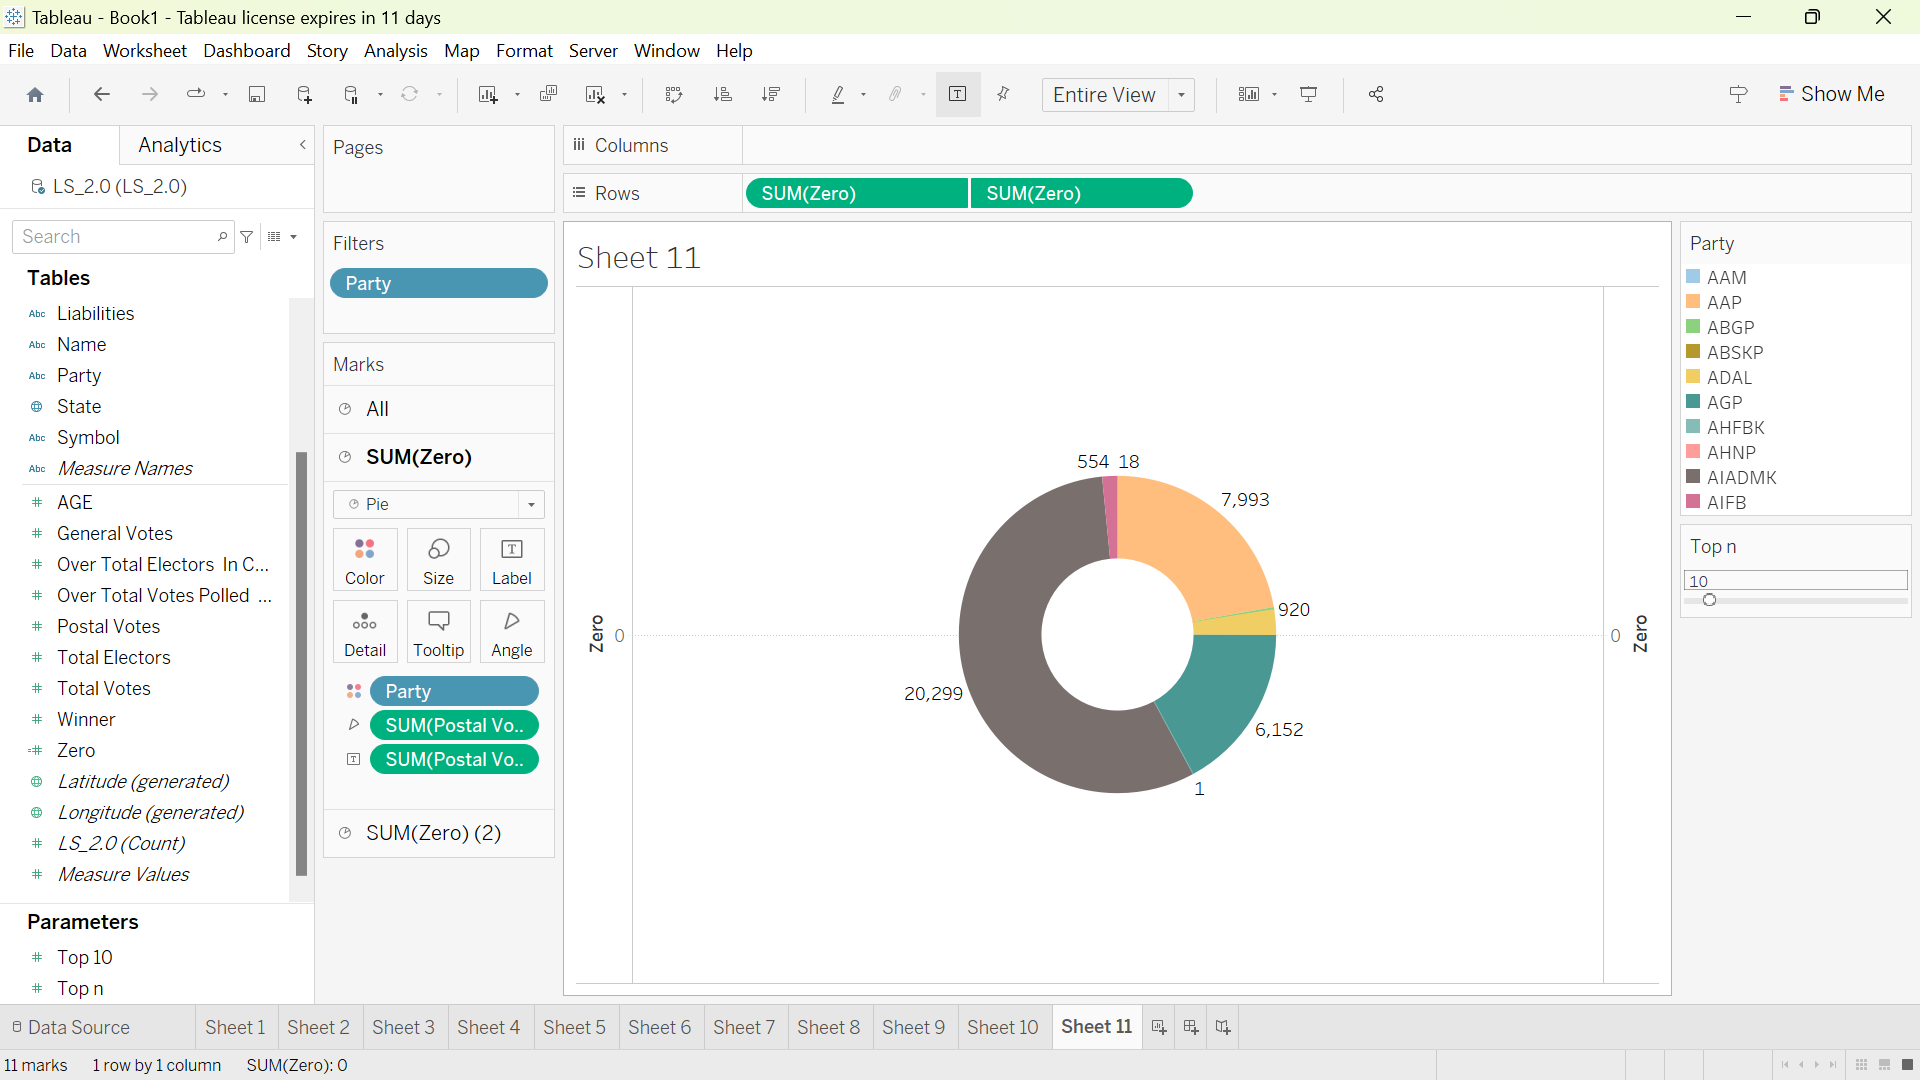 Tableau - Book1 - Tableau license expires in 11 days
File Data Worksheet Dashboard Story Analysis Map Format Server Window Help
Entire View
Show Me
Data
Analytics
LS_2.0 (LS_2.0)
Search
Tables
Abc Liabilities
Abc Name
Abc Party
State
Abc Symbol
Abc Measure Names
# AGE
# General Votes
# Over Total Electors In C...
# Over Total Votes Polled ...
# Postal Votes
# Total Electors
# Total Votes
# Winner
=# Zero
Latitude (generated)
Longitude (generated)
# LS_2.0 (Count)
# Measure Values
Parameters
# Top 10
# Top n
Pages
Filters
Party
Marks
All
SUM(Zero)
Pie
Color Size Label
Detail Tooltip Angle
Party
SUM(Postal Vo..
SUM(Postal Vo..
SUM(Zero) (2)
Columns
Rows SUM(Zero) SUM(Zero)
Sheet 11
554 18
7,993
920
Zero 0
0 Zero
20,299
6,152
1
Party
AAM
AAP
ABGP
ABSKP
ADAL
AGP
AHFBK
AHNP
AIADMK
AIFB
Top n
10
Data Source Sheet 1 Sheet 2 Sheet 3 Sheet 4 Sheet 5 Sheet 6 Sheet 7 Sheet 8 Sheet 9 Sheet 10 Sheet 11
11 marks 1 row by 1 column SUM(Zero): 0